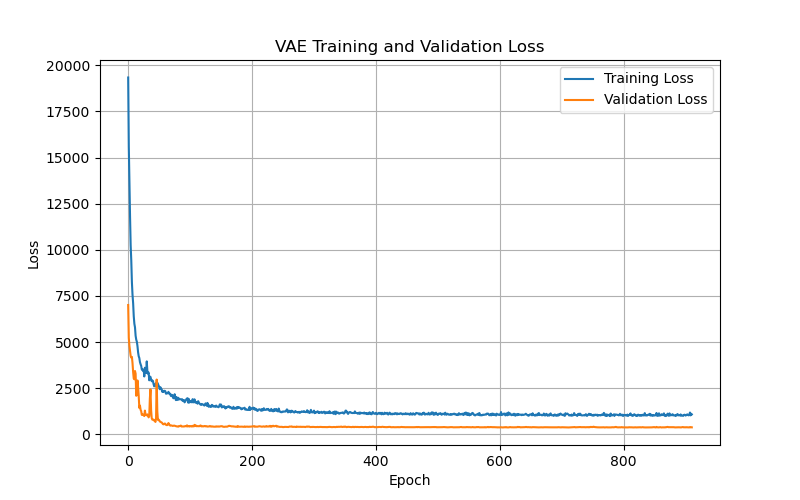 VAE Training and Validation Loss
Training Loss
Validation Loss
20000
17500
15000
12500
10000
7500
5000
2500
0
Loss
0 200 400 600 800
Epoch